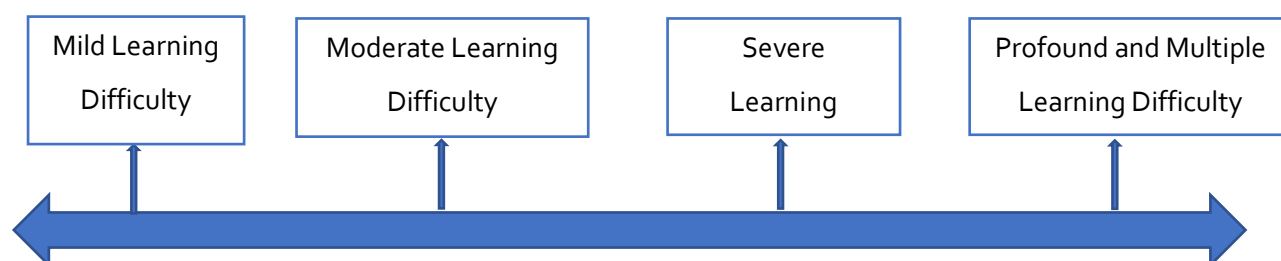 Mild Learning
Difficulty
Moderate Learning
Difficulty
Severe
Learning
Profound and Multiple
Learning Difficulty